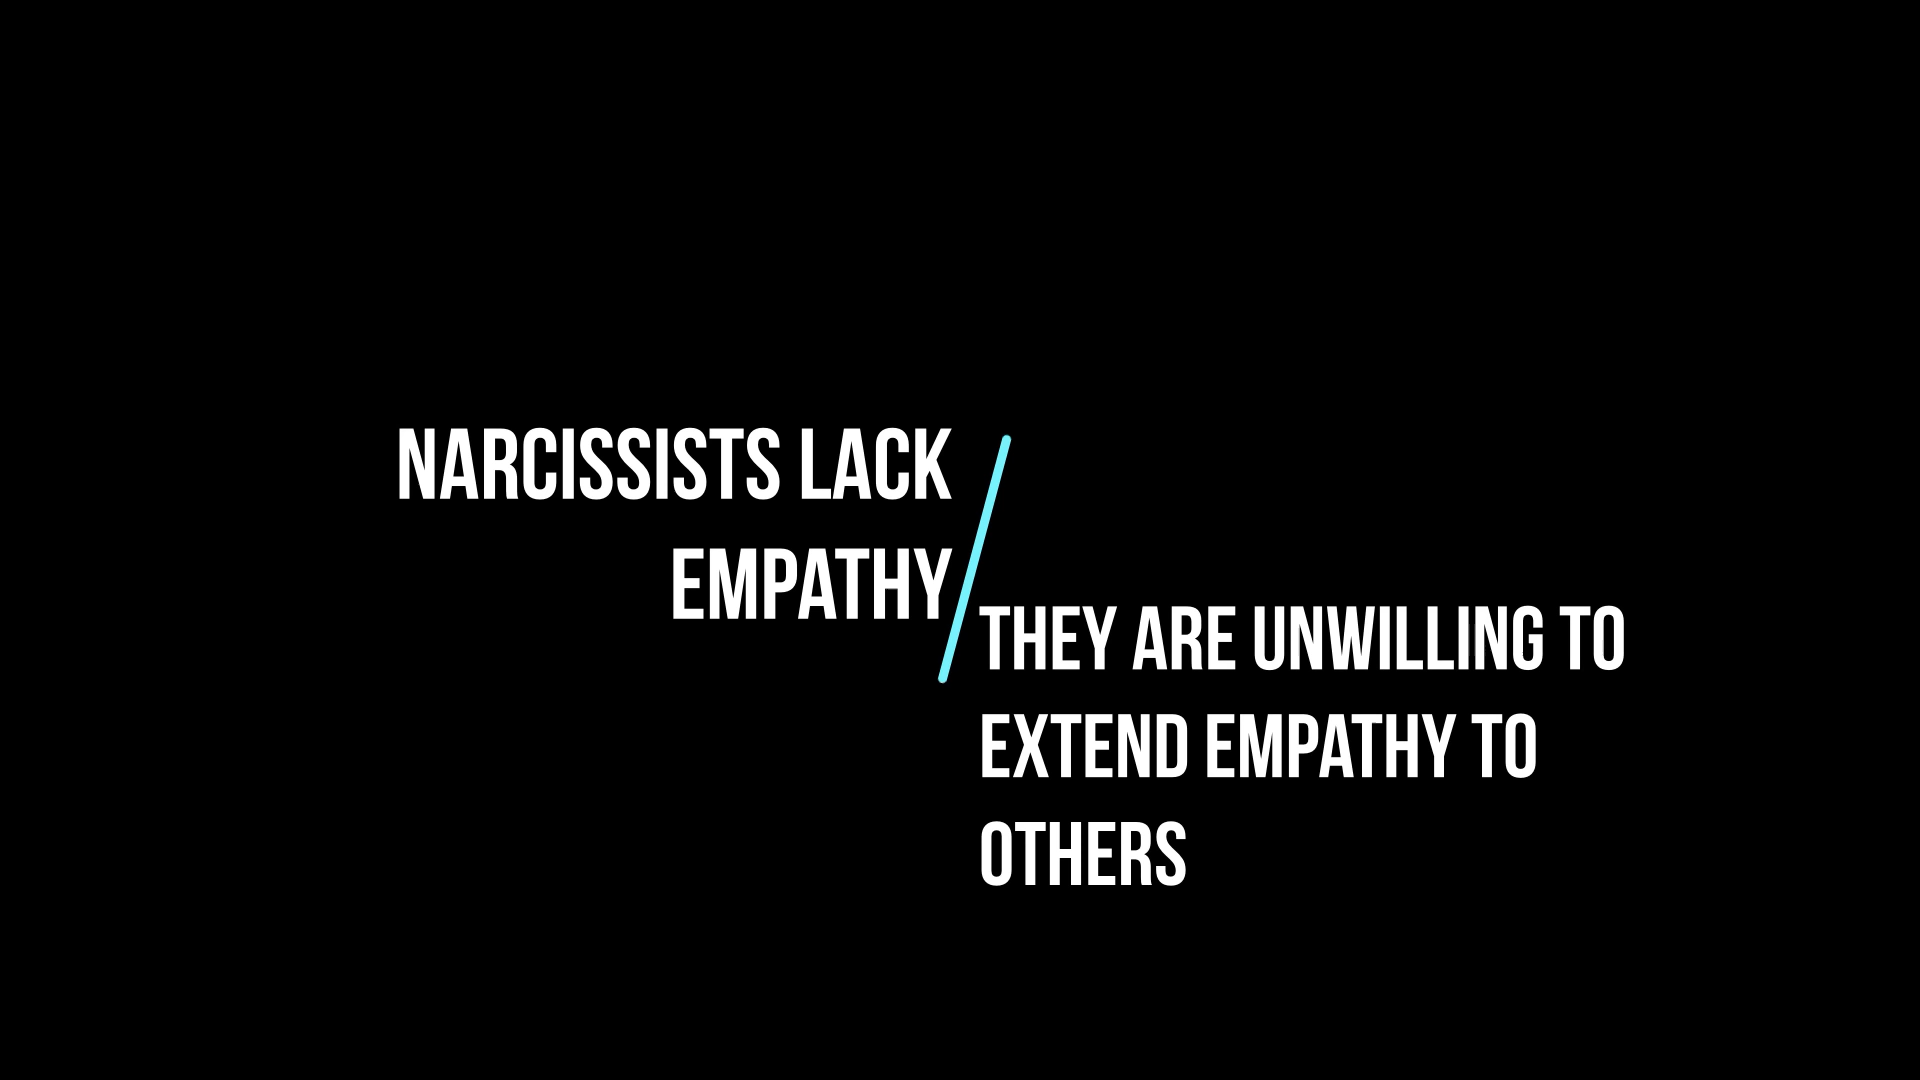 NARCISSISTS LACK
EMPATHY
THEY ARE UNWILLING TO
EXTEND EMPATHY TO
OTHERS